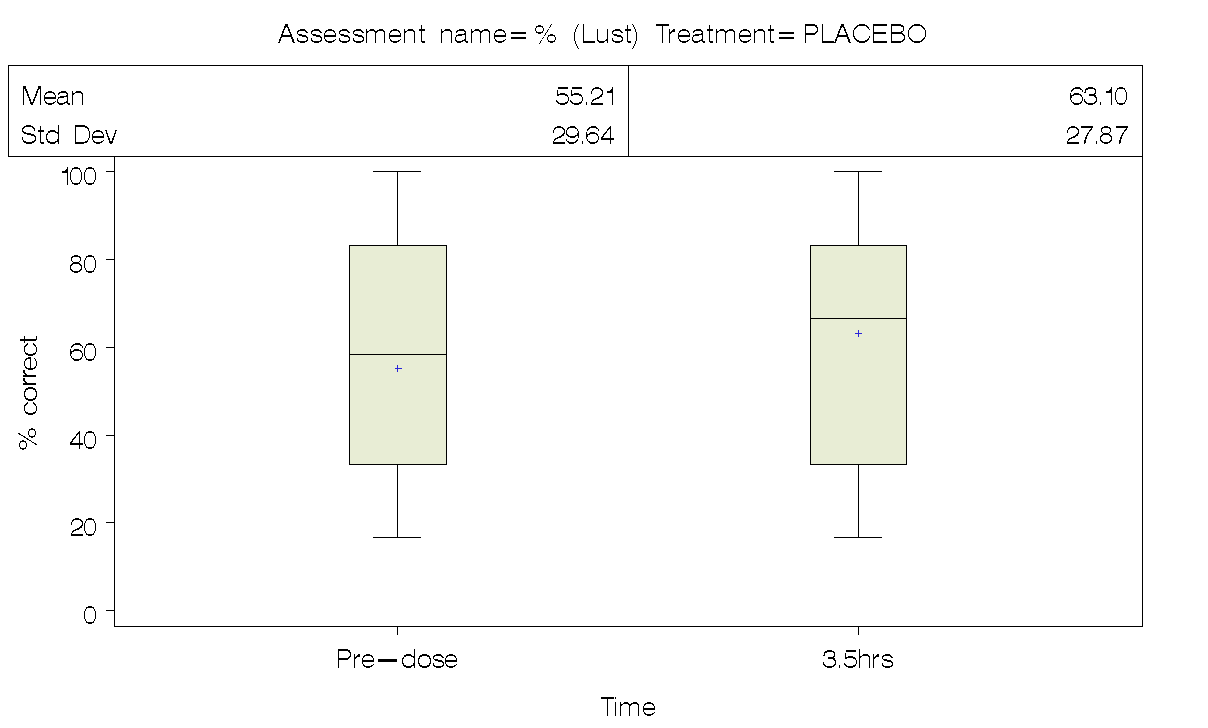 Assessment name=% (Lust) Treatment=PLACEBO
Mean 55.21 63.10
Std Dev 29.64 27.87
100
80
60
40
20
0
% correct
Pre-dose 3.5hrs
Time